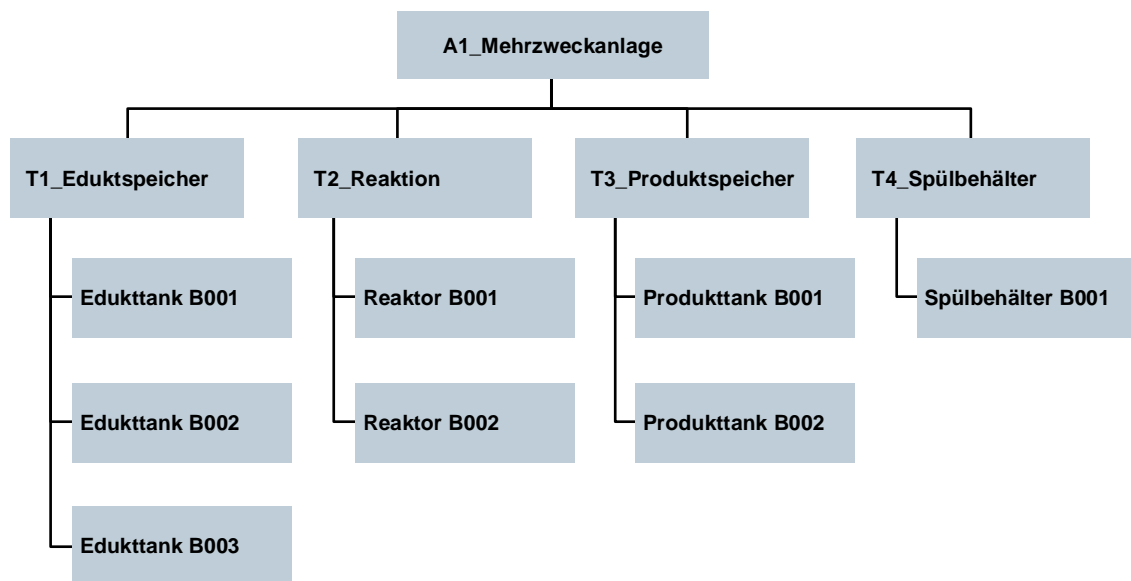 A1_Mehrzweckanlage
T1_Eduktspeicher
T2_Reaktion
T3_Produktspeicher
T4_Spülbehälter
Edukttank B001
Reaktor B001
Produkttank B001
Spülbehälter B001
Edukttank B002
Reaktor B002
Produkttank B002
Edukttank B003